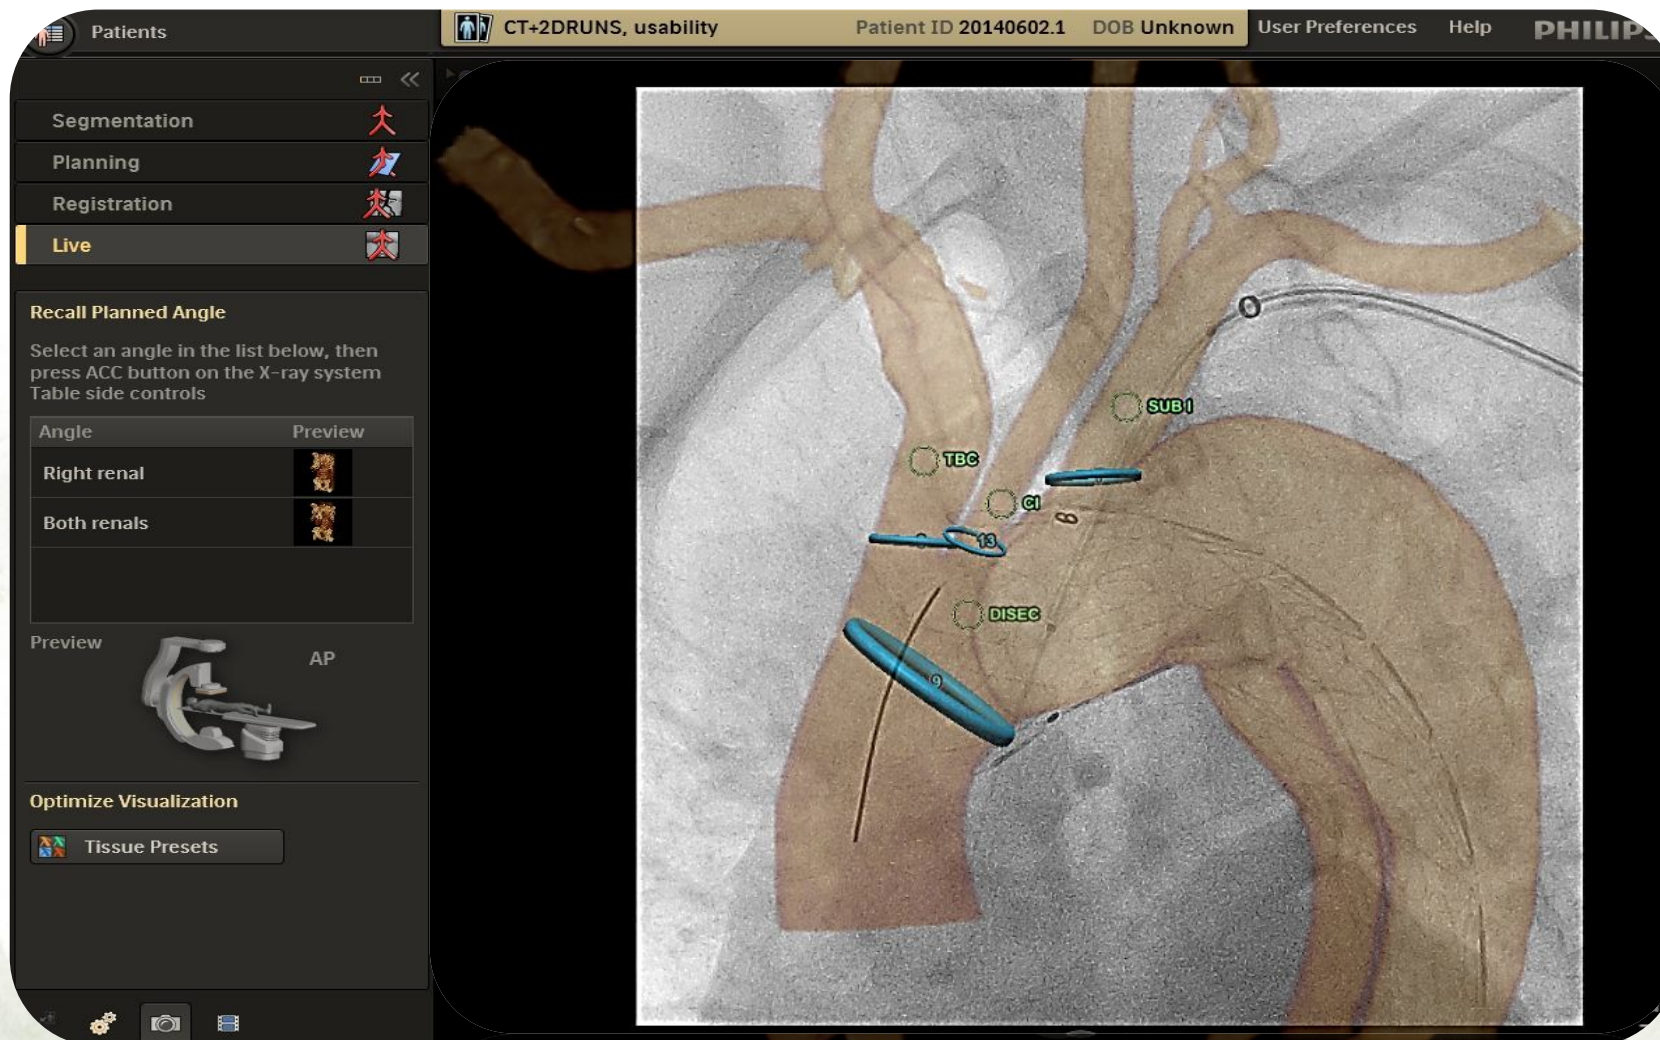 Patients
CT+2DRUNS, usability
Patient ID 20140602.1
DOB Unknown
User Preferences
Help
PHILIPS
Segmentation
Planning
Registration
Live
Recall Planned Angle
Select an angle in the list below, then
press ACC button on the X-ray system
Table side controls
Angle Preview
Right renal
Both renals
Preview
AP
Optimize Visualization
Tissue Presets
SUB I
TBC
CI
13
DISEC
9